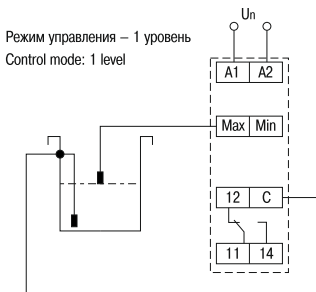 Un
Режим управления – 1 уровень
Control mode: 1 level
A1 A2
Max Min
12 C
11 14